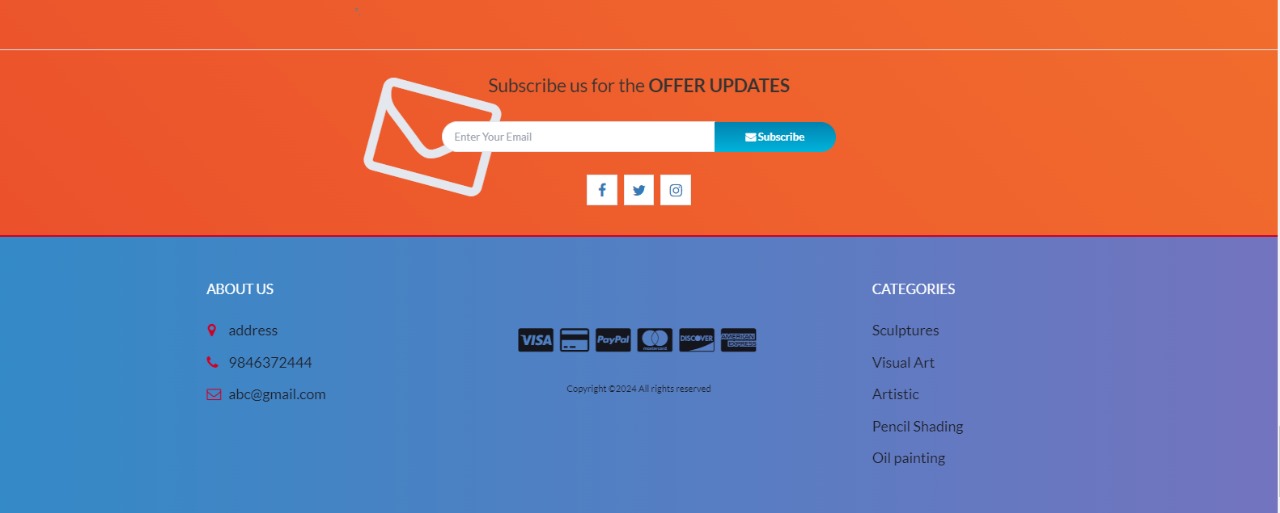 Subscribe us for the OFFER UPDATES
Enter Your Email
Subscribe
ABOUT US
address
9846372444
abc@gmail.com
VISA
PayPal
mastercard
DISCOVER
AMERICAN EXPRESS
Copyright ©2024 All rights reserved
CATEGORIES
Sculptures
Visual Art
Artistic
Pencil Shading
Oil painting